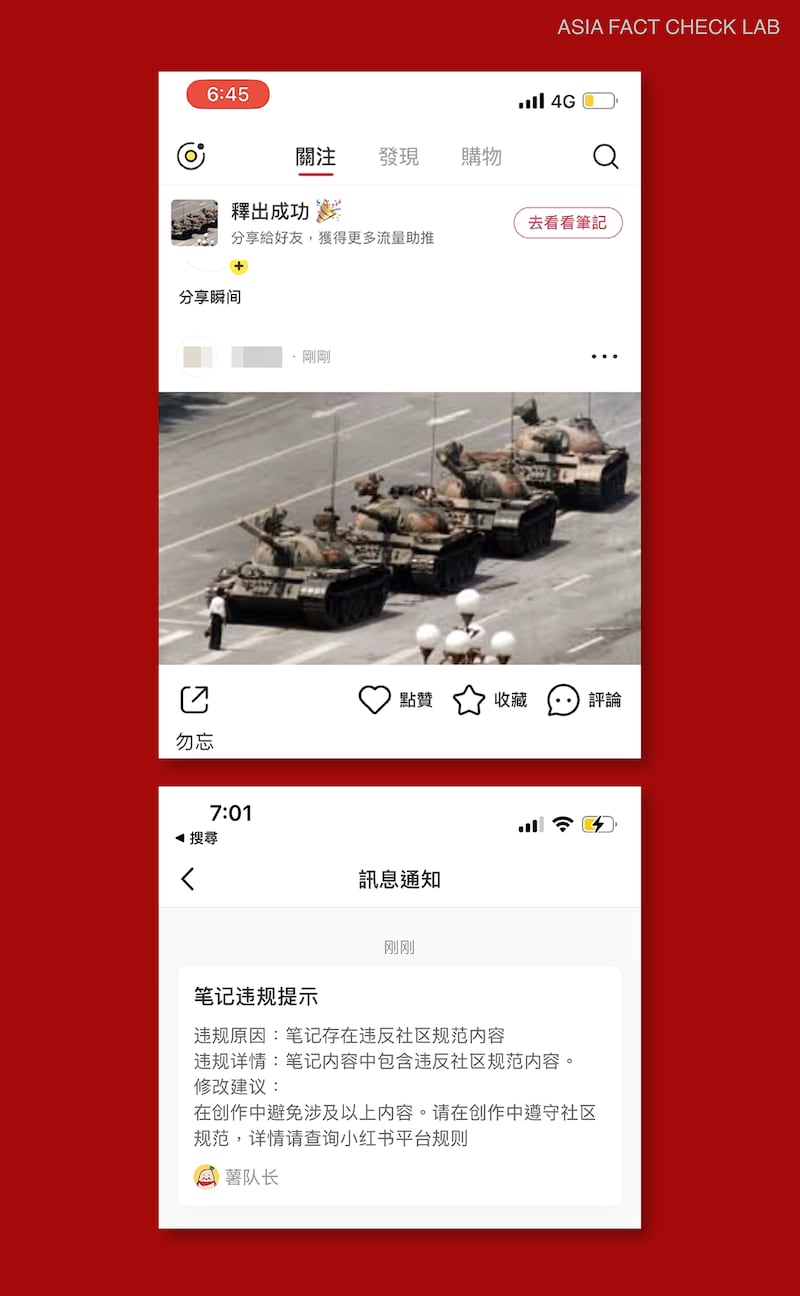 ASIA FACT CHECK LAB
6:45
4G
關注 發現 購物
釋出成功
去看看筆記
分享給好友，獲得更多流量助推
分享瞬间
· 剛剛
點贊 收藏 評論
勿忘
7:01
搜尋
訊息通知
刚刚
笔记违规提示
违规原因：笔记存在违反社区规范内容
违规详情：笔记内容中包含违反社区规范内容。
修改建议：
在创作中避免涉及以上内容。请在创作中遵守社区
规范，详情请查询小红书平台规则
薯队长